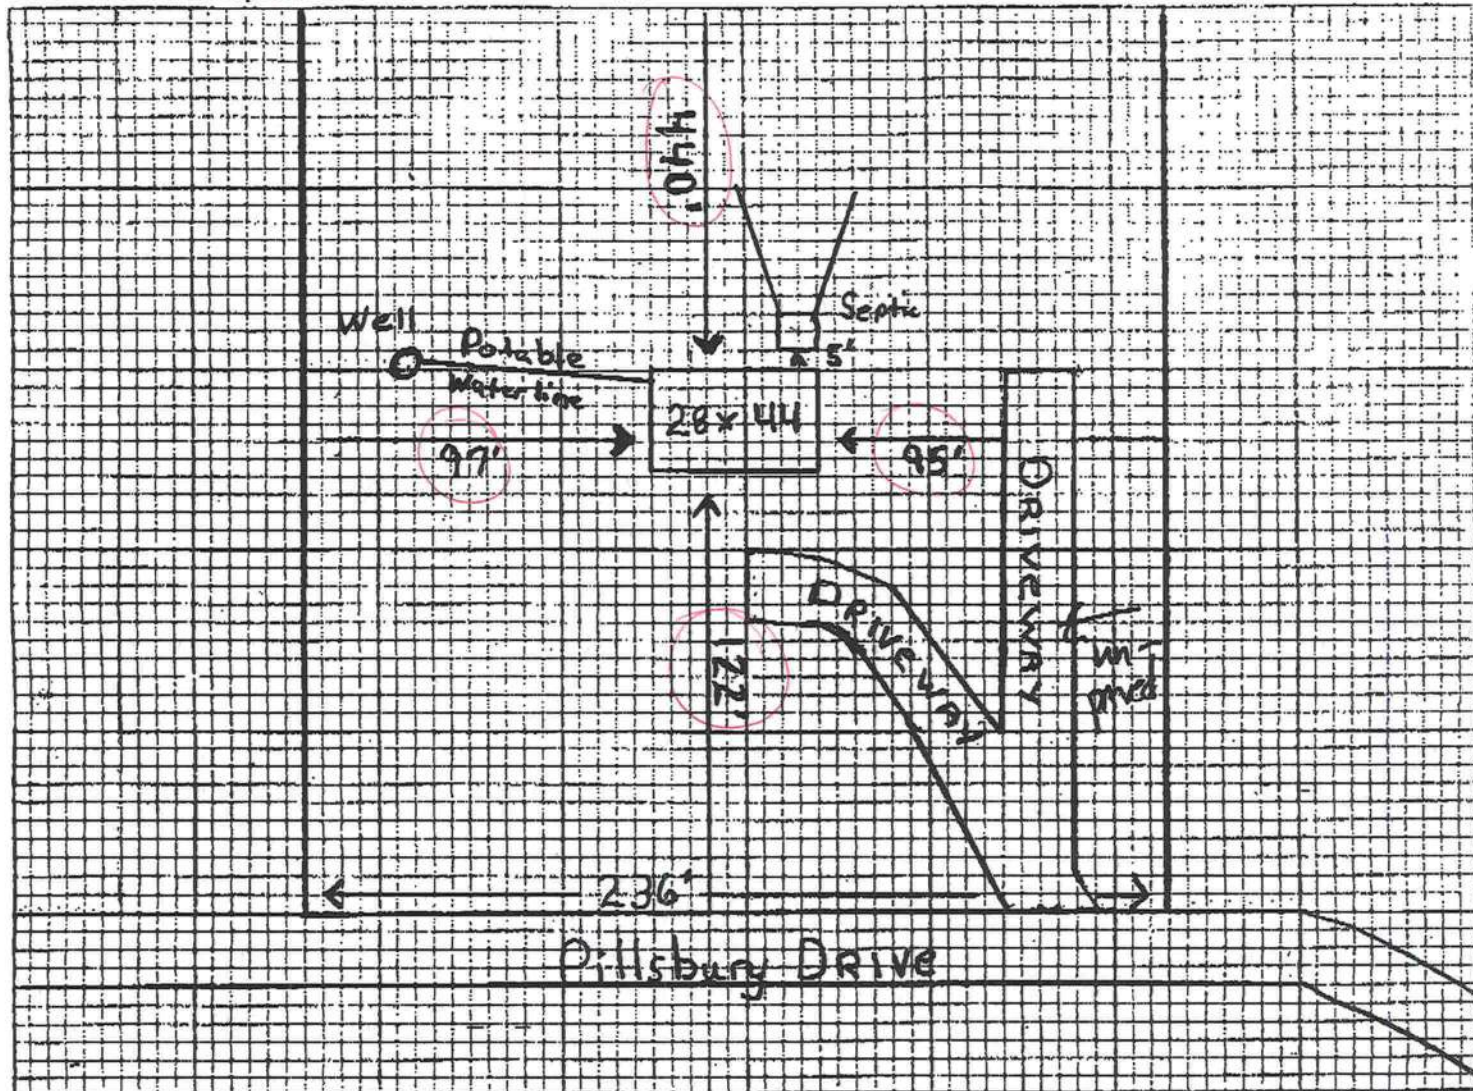 440'
Septic
Well
Potable
Water line
5'
28 x 44
97'
95'
DRIVEWAY
DRIVEWAY
un-
paved
122'
236'
Pillsbury DRIVE